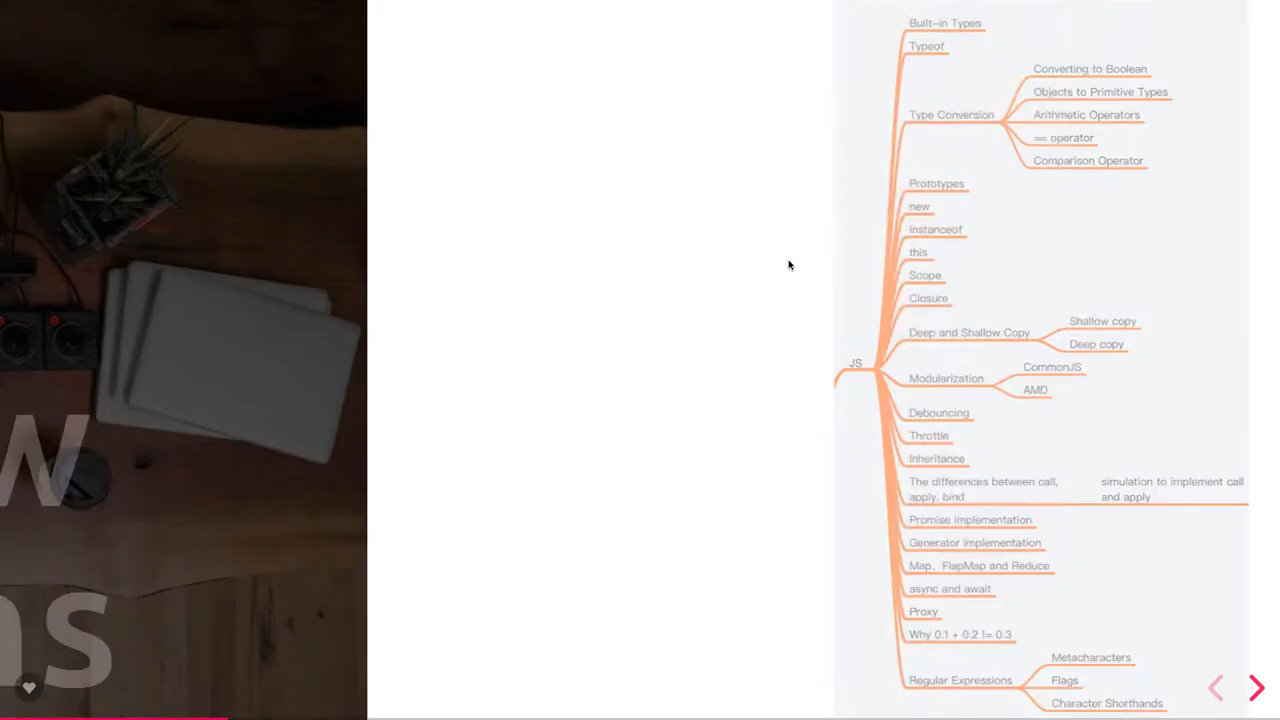 w
ns
Built-in Types
Typeof
Type Conversion
Converting to Boolean
Objects to Primitive Types
Arithmetic Operators
== operator
Comparison Operator
Prototypes
new
instanceof
this
Scope
Closure
Deep and Shallow Copy
Shallow copy
Deep copy
JS
Modularization
CommonJS
AMD
Debouncing
Throttle
Inheritance
The differences between call,
apply. bind
simulation to implement call
and apply
Promise implementation
Generator implementation
Map、FlapMap and Reduce
async and await
Proxy
Why 0.1 + 0.2 != 0.3
Regular Expressions
Metacharacters
Flags
Character Shorthands